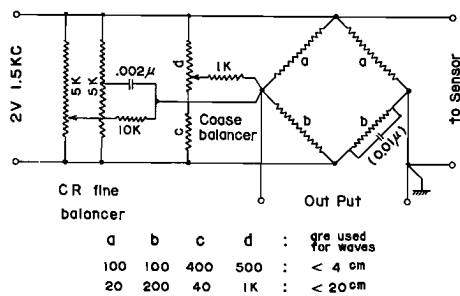 2V 1.5KC
5K
5K
.002μ
10K
d
1K
c
Coase
balancer
a
a
b
b
(0.01μ)
to Sensor
CR fine
balancer
Out Put
a b c d : are used for waves
100 100 400 500 : < 4 cm
20 200 40 1K : < 20 cm